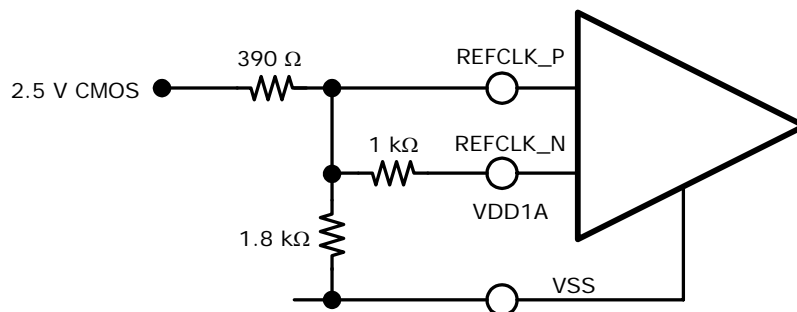 390 Ω
REFCLK_P
2.5 V CMOS
1 kΩ
REFCLK_N
VDD1A
1.8 kΩ
VSS